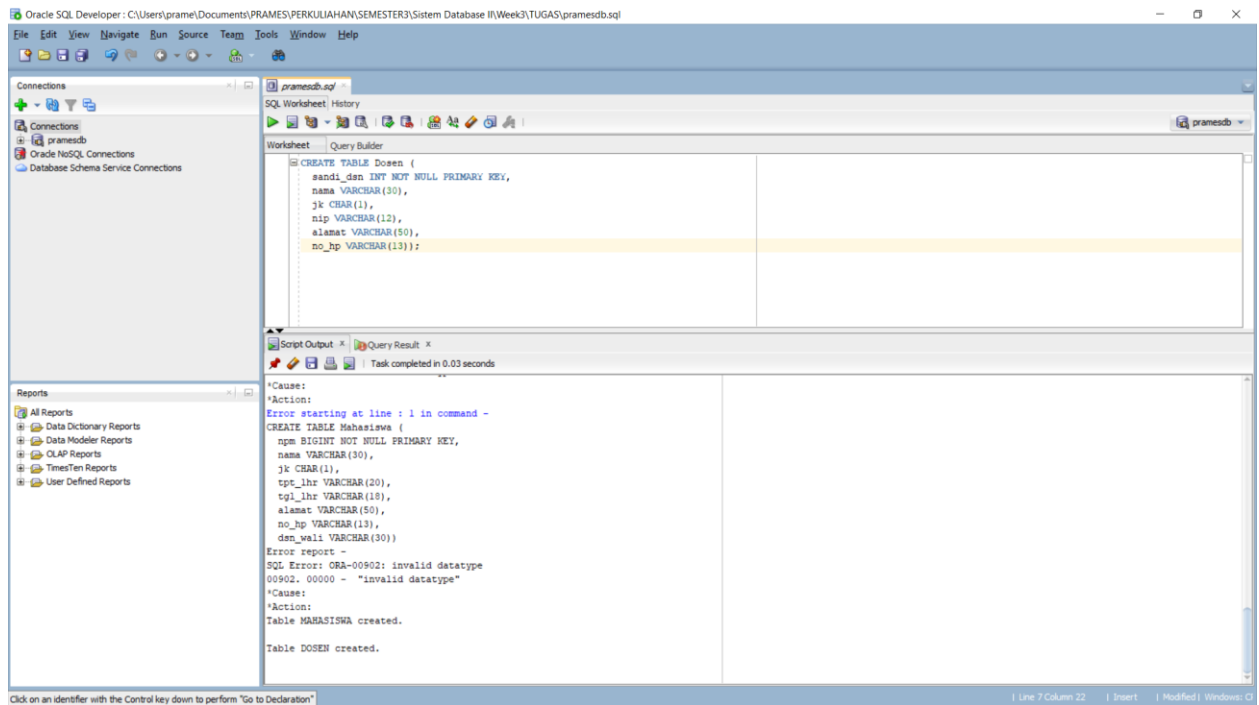 Oracle SQL Developer : C:\Users\prame\Documents\PRAMES\PERKULIAHAN\SEMESTER3\Sistem Database II\Week3\TUGAS\pramesdb.sql
File Edit View Navigate Run Source Team Tools Window Help
Connections
Connections
pramesdb
Oracle NoSQL Connections
Database Schema Service Connections
Reports
All Reports
Data Dictionary Reports
Data Modeler Reports
OLAP Reports
TimesTen Reports
User Defined Reports
pramesdb.sql
SQL Worksheet History
pramesdb
Worksheet Query Builder
CREATE TABLE Dosen (
sandi_dsn INT NOT NULL PRIMARY KEY,
nama VARCHAR(30),
jk CHAR(1),
nip VARCHAR(12),
alamat VARCHAR(50),
no_hp VARCHAR(13));
Script Output x Query Result x
Task completed in 0.03 seconds
*Cause:
*Action:
Error starting at line : 1 in command -
CREATE TABLE Mahasiswa (
npm BIGINT NOT NULL PRIMARY KEY,
nama VARCHAR(30),
jk CHAR(1),
tpt_lhr VARCHAR(20),
tgl_lhr VARCHAR(18),
alamat VARCHAR(50),
no_hp VARCHAR(13),
dsn_wali VARCHAR(30))
Error report -
SQL Error: ORA-00902: invalid datatype
00902. 00000 - "invalid datatype"
*Cause:
*Action:
Table MAHASISWA created.
Table DOSEN created.
Click on an identifier with the Control key down to perform "Go to Declaration"
| Line 7 Column 22 | Insert | Modified | Windows: Cl